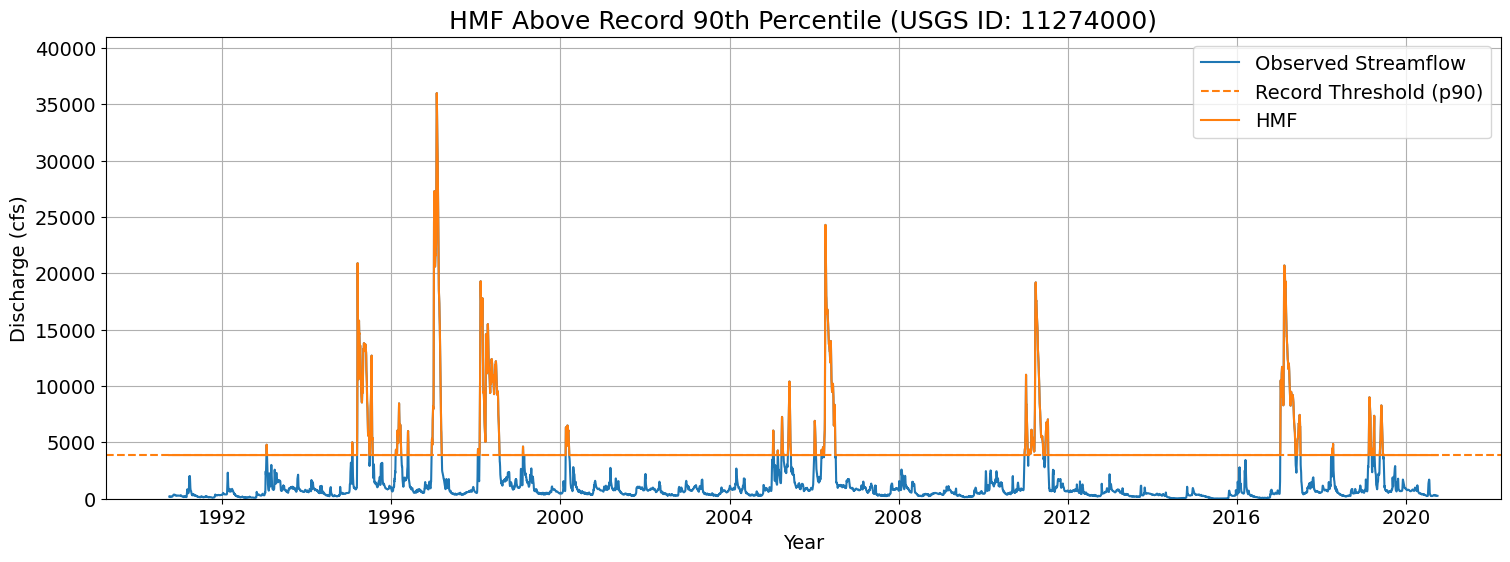 HMF Above Record 90th Percentile (USGS ID: 11274000)
Discharge (cfs)
40000
35000
30000
25000
20000
15000
10000
5000
0
Observed Streamflow
Record Threshold (p90)
HMF
1992 1996 2000 2004 2008 2012 2016 2020
Year